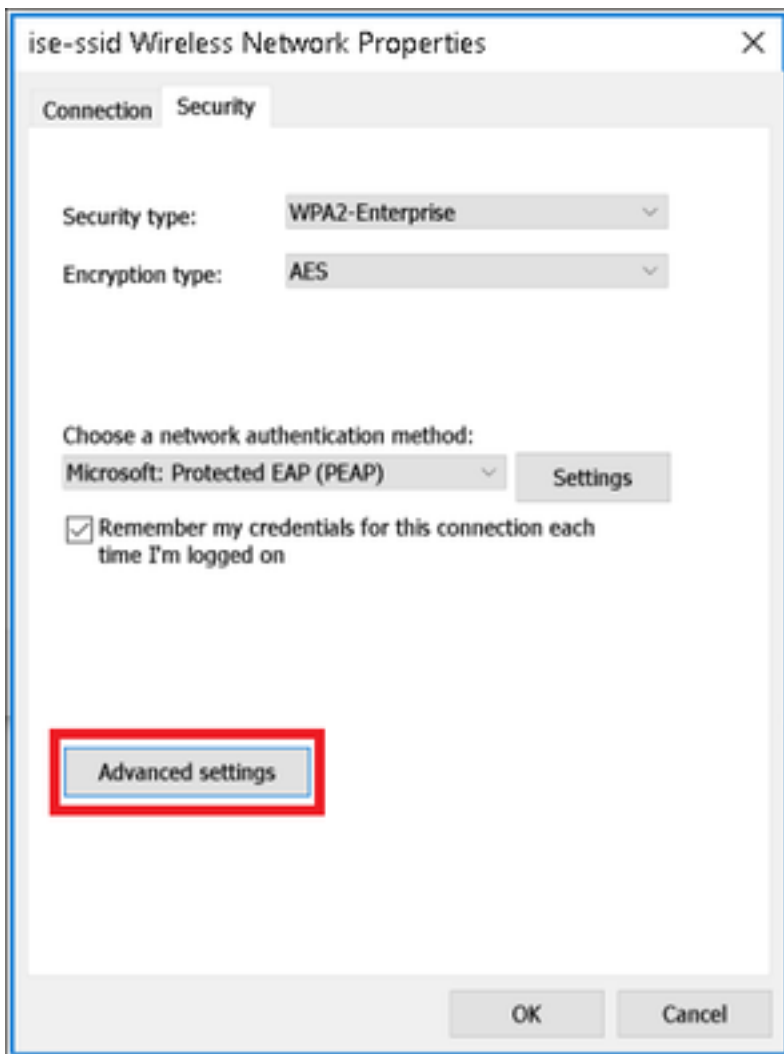 ise-ssid Wireless Network Properties
Connection Security
Security type: WPA2-Enterprise
Encryption type: AES
Choose a network authentication method:
Microsoft: Protected EAP (PEAP) Settings
Remember my credentials for this connection each
time I'm logged on
Advanced settings
OK Cancel